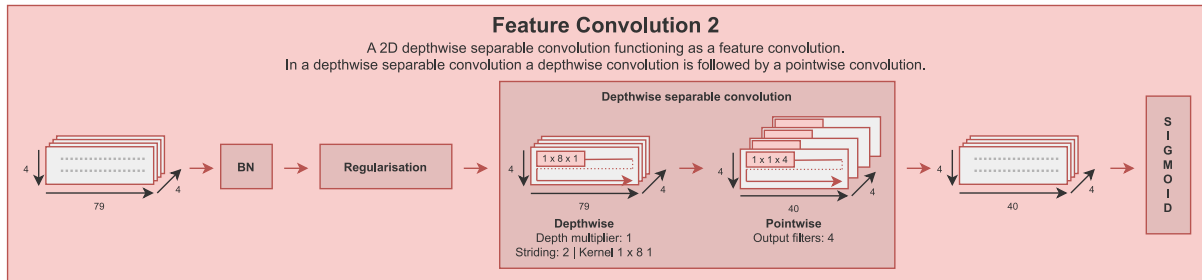 Feature Convolution 2
A 2D depthwise separable convolution functioning as a feature convolution.
In a depthwise separable convolution a depthwise convolution is followed by a pointwise convolution.
4
79
4
BN
Regularisation
Depthwise separable convolution
1 x 8 x 1
4
79
4
Depthwise
Depth multiplier: 1
Striding: 2 | Kernel 1 x 8 1
1 x 1 x 4
4
40
4
Pointwise
Output filters: 4
4
40
4
SIGMOID